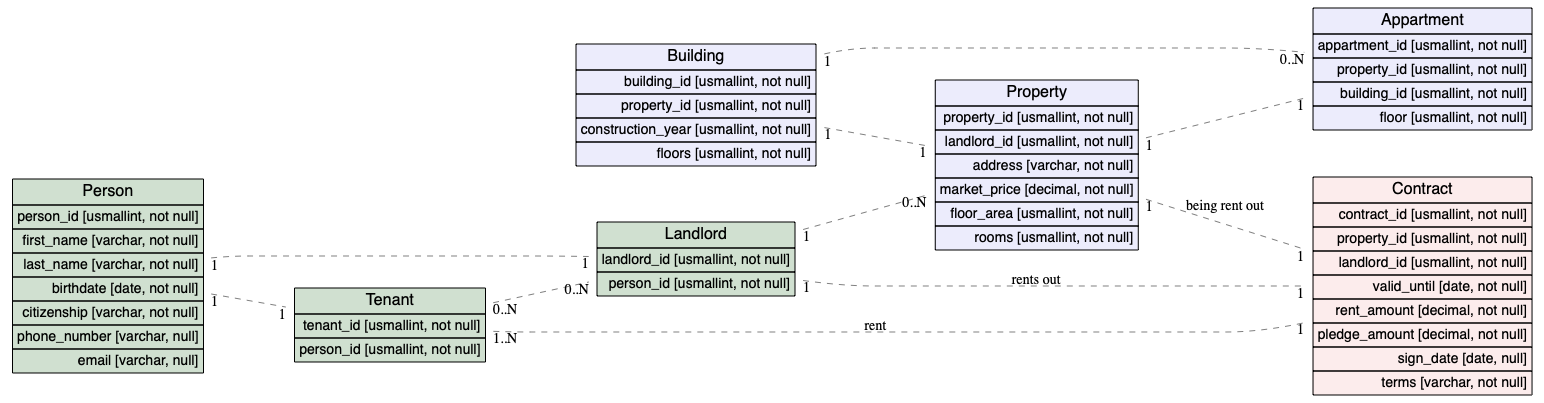 Person
person_id [usmallint, not null]
first_name [varchar, not null]
last_name [varchar, not null]
birthdate [date, not null]
citizenship [varchar, not null]
phone_number [varchar, null]
email [varchar, null]
1
1
1
Tenant
tenant_id [usmallint, not null]
person_id [usmallint, not null]
0..N
1..N
rent
Building
building_id [usmallint, not null]
property_id [usmallint, not null]
construction_year [usmallint, not null]
floors [usmallint, not null]
1
1
1
0..N
Landlord
landlord_id [usmallint, not null]
person_id [usmallint, not null]
1
1
rents out
1
0..N
Property
property_id [usmallint, not null]
landlord_id [usmallint, not null]
address [varchar, not null]
market_price [decimal, not null]
floor_area [usmallint, not null]
rooms [usmallint, not null]
1
1
being rent out
0..N
1
Appartment
appartment_id [usmallint, not null]
property_id [usmallint, not null]
building_id [usmallint, not null]
floor [usmallint, not null]
1
1
1
Contract
contract_id [usmallint, not null]
property_id [usmallint, not null]
landlord_id [usmallint, not null]
valid_until [date, not null]
rent_amount [decimal, not null]
pledge_amount [decimal, not null]
sign_date [date, null]
terms [varchar, not null]